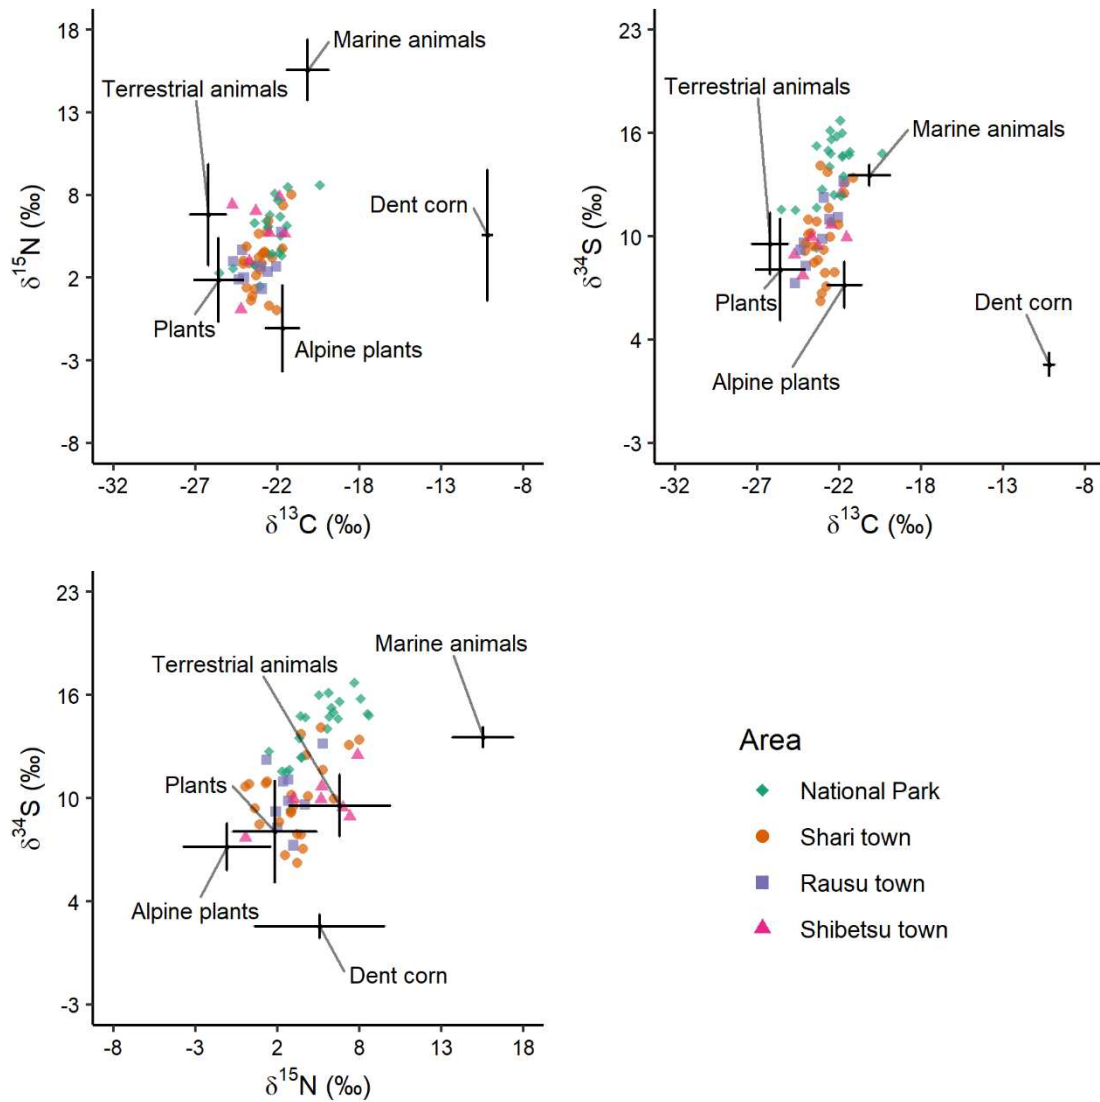 18
13
8
2
-3
-8
δ15N (‰)
Marine animals
Terrestrial animals
Dent corn
Plants
Alpine plants
-32 -27 -22 -18 -13 -8
δ13C (‰)
23
16
10
4
-3
δ34S (‰)
Terrestrial animals
Marine animals
Plants
Dent corn
Alpine plants
-32 -27 -22 -18 -13 -8
δ13C (‰)
23
16
10
4
-3
δ34S (‰)
Marine animals
Terrestrial animals
Plants
Alpine plants
Dent corn
-8 -3 2 8 13 18
δ15N (‰)
Area
National Park
Shari town
Rausu town
Shibetsu town